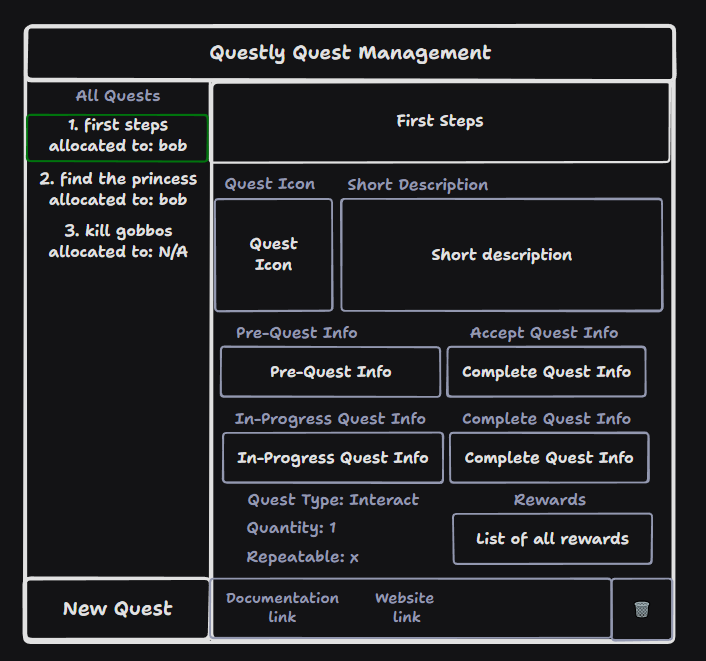 Questly Quest Management
All Quests
1. first steps
allocated to: bob
2. find the princess
allocated to: bob
3. kill gobbos
allocated to: N/A
New Quest
First Steps
Quest Icon
Short Description
Quest
Icon
Short description
Pre-Quest Info
Accept Quest Info
Pre-Quest Info
Complete Quest Info
In-Progress Quest Info
Complete Quest Info
In-Progress Quest Info
Complete Quest Info
Quest Type: Interact
Quantity: 1
Repeatable: x
Rewards
List of all rewards
Documentation
link
Website
link